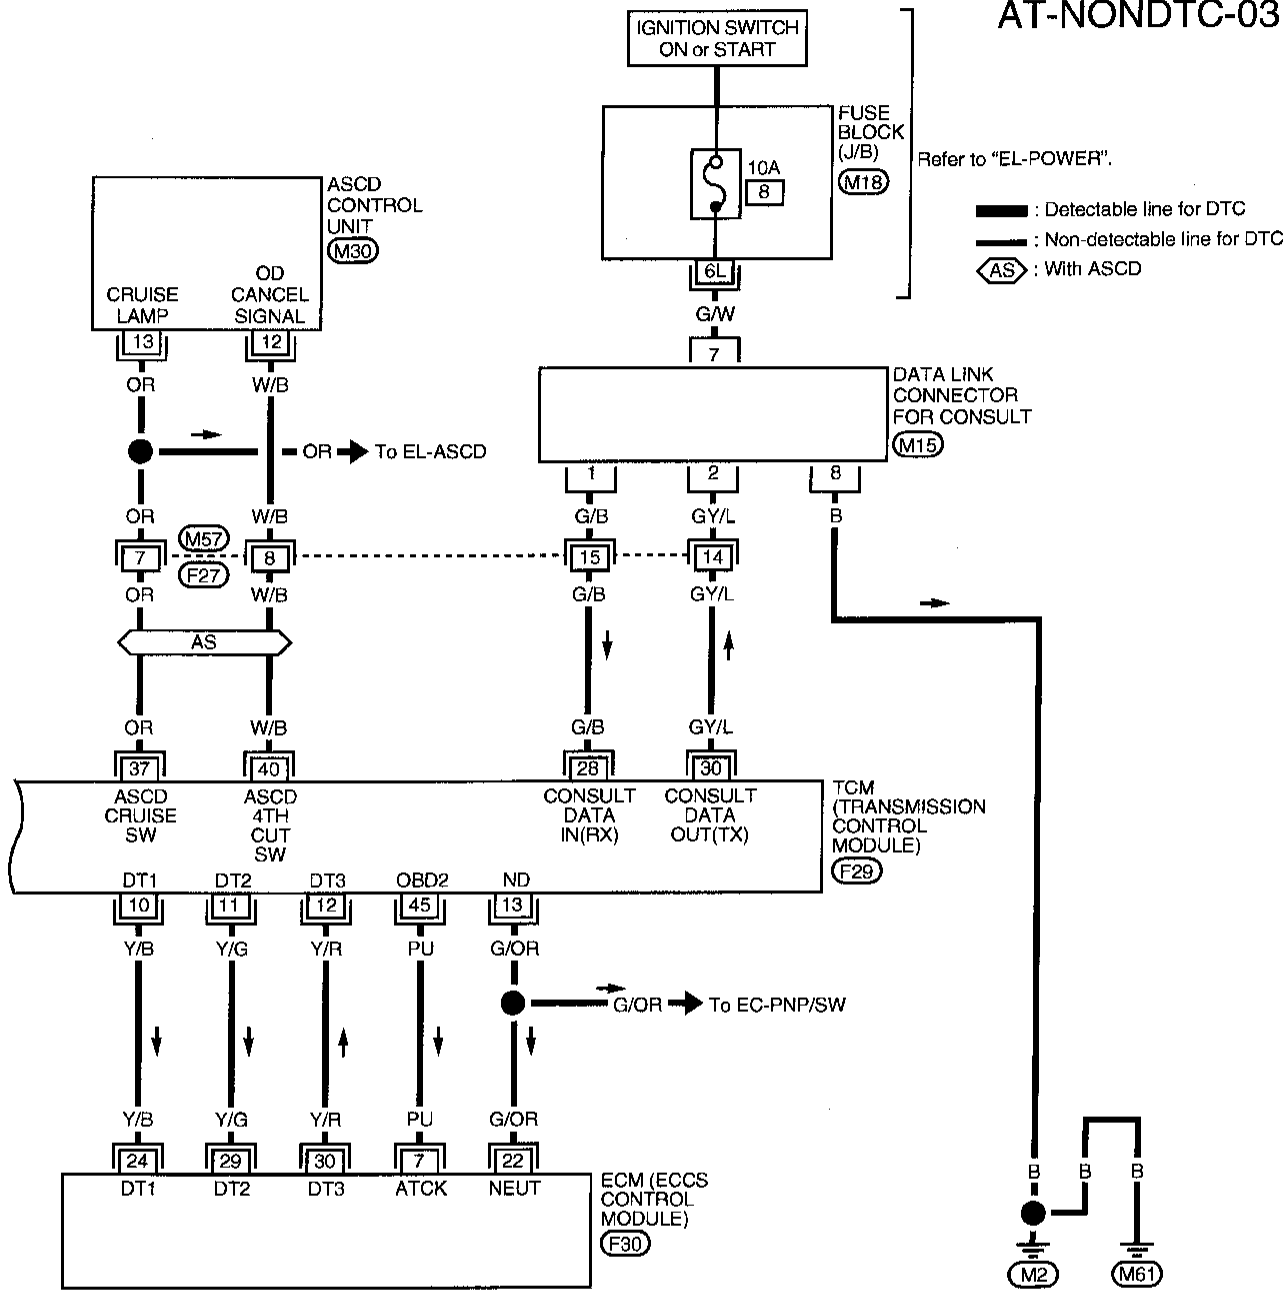 AT-NONDTC-03
IGNITION SWITCH
ON or START
FUSE
BLOCK
(J/B)
M18
10A
8
Refer to "EL-POWER".
6L
G/W
7
: Detectable line for DTC
: Non-detectable line for DTC
AS : With ASCD
ASCD
CONTROL
UNIT
M30
CRUISE
LAMP
OD
CANCEL
SIGNAL
13
12
OR
W/B
OR
To EL-ASCD
DATA LINK
CONNECTOR
FOR CONSULT
M15
1
2
8
OR
W/B
G/B
GY/L
B
M57
7
8
15
14
F27
OR
W/B
G/B
GY/L
AS
OR
W/B
G/B
GY/L
37
40
28
30
ASCD
CRUISE
SW
ASCD
4TH
CUT
SW
CONSULT
DATA
IN(RX)
CONSULT
DATA
OUT(TX)
TCM
(TRANSMISSION
CONTROL
MODULE)
F29
DT1
DT2
DT3
OBD2
ND
10
11
12
45
13
Y/B
Y/G
Y/R
PU
G/OR
G/OR
To EC-PNP/SW
Y/B
Y/G
Y/R
PU
G/OR
24
29
30
7
22
DT1
DT2
DT3
ATCK
NEUT
ECM (ECCS
CONTROL
MODULE)
F30
B
B
B
M2
M61